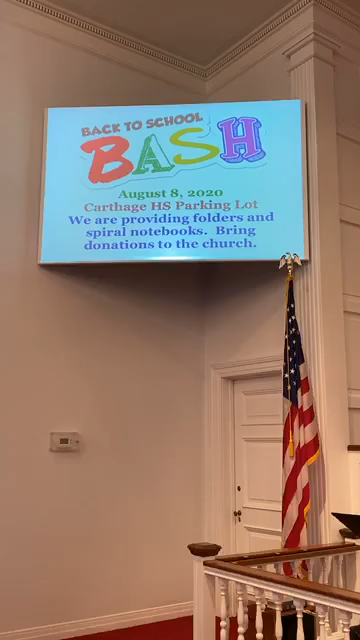 BACK TO SCHOOL
BASH
August 8, 2020
Carthage HS Parking Lot
We are providing folders and
spiral notebooks. Bring
donations to the church.